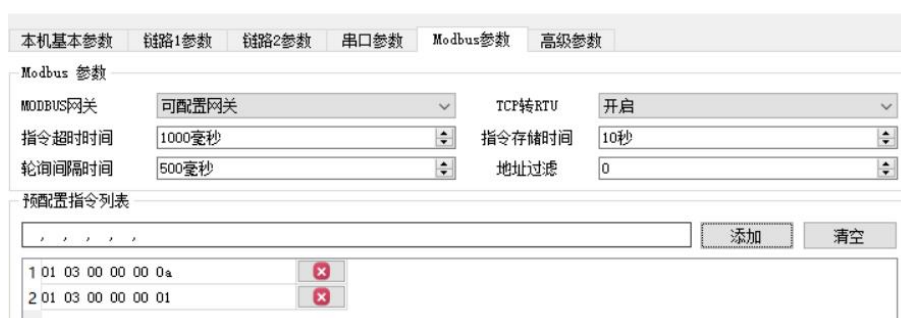 本机基本参数 链路1参数 链路2参数 串口参数 Modbus参数 高级参数
Modbus 参数
MODBUS网关 可配置网关 TCP转RTU 开启
指令超时时间 1000毫秒 指令存储时间 10秒
轮询间隔时间 500毫秒 地址过滤 0
预配置指令列表
, , , , , 添加 清空
1 01 03 00 00 00 0a
2 01 03 00 00 00 01